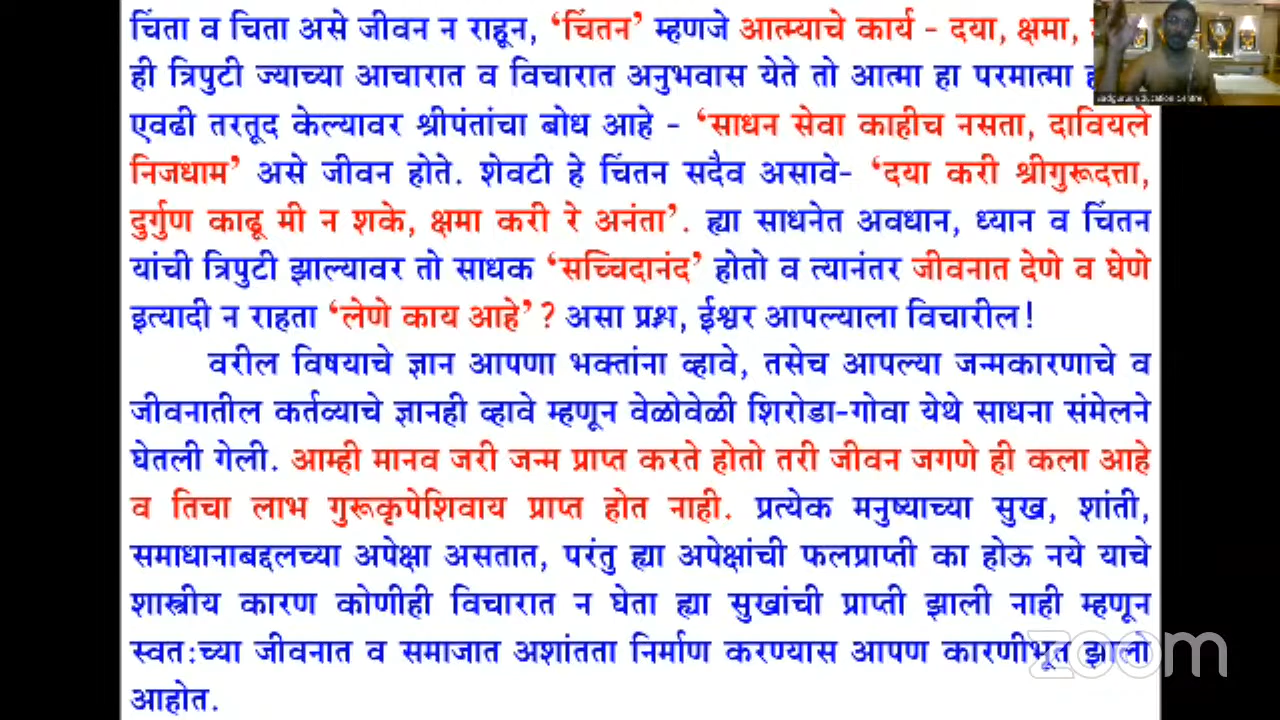 चिंता व चिता असे जीवन न राहून, ‘चिंतन’ म्हणजे आत्म्याचे कार्य - दया, क्षमा,
ही त्रिपुटी ज्याच्या आचारात व विचारात अनुभवास येते तो आत्मा हा परमात्मा
एवढी तरतूद केल्यावर श्रीपंतांचा बोध आहे - ‘साधन सेवा काहीच नसता, दावियले
निजधाम’ असे जीवन होते. शेवटी हे चिंतन सदैव असावे- ‘दया करी श्रीगुरूदत्ता,
दुर्गुण काढू मी न शके, क्षमा करी रे अनंता’. ह्या साधनेत अवधान, ध्यान व चिंतन
यांची त्रिपुटी झाल्यावर तो साधक ‘सच्चिदानंद’ होतो व त्यानंतर जीवनात देणे व घेणे
इत्यादी न राहता ‘लेणे काय आहे’? असा प्रश्न, ईश्वर आपल्याला विचारील!
वरील विषयाचे ज्ञान आपणा भक्तांना व्हावे, तसेच आपल्या जन्मकारणाचे व
जीवनातील कर्तव्याचे ज्ञानही व्हावे म्हणून वेळोवेळी शिरोडा-गोवा येथे साधना संमेलने
घेतली गेली. आम्ही मानव जरी जन्म प्राप्त करते होतो तरी जीवन जगणे ही कला आहे
व तिचा लाभ गुरूकृपेशिवाय प्राप्त होत नाही. प्रत्येक मनुष्याच्या सुख, शांती,
समाधानाबद्दलच्या अपेक्षा असतात, परंतु ह्या अपेक्षांची फलप्राप्ती का होऊ नये याचे
शास्त्रीय कारण कोणीही विचारात न घेता ह्या सुखांची प्राप्ती झाली नाही म्हणून
स्वतःच्या जीवनात व समाजात अशांतता निर्माण करण्यास आपण कारणीभूत झालो
आहोत.
zoom